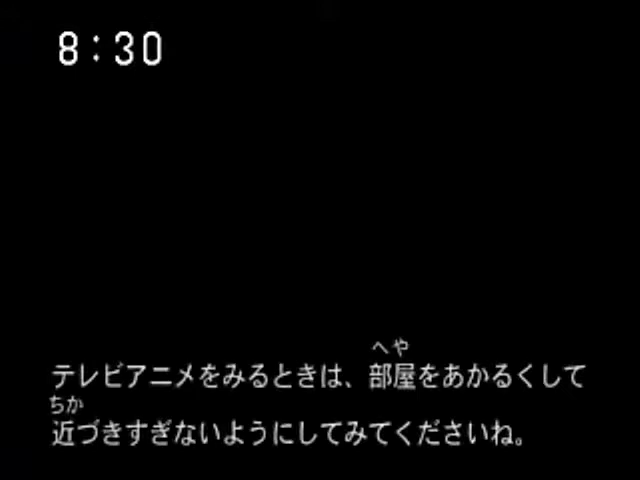 8:30
へや
テレビアニメをみるときは、部屋をあかるくして
ちか
近づきすぎないようにしてみてくださいね。